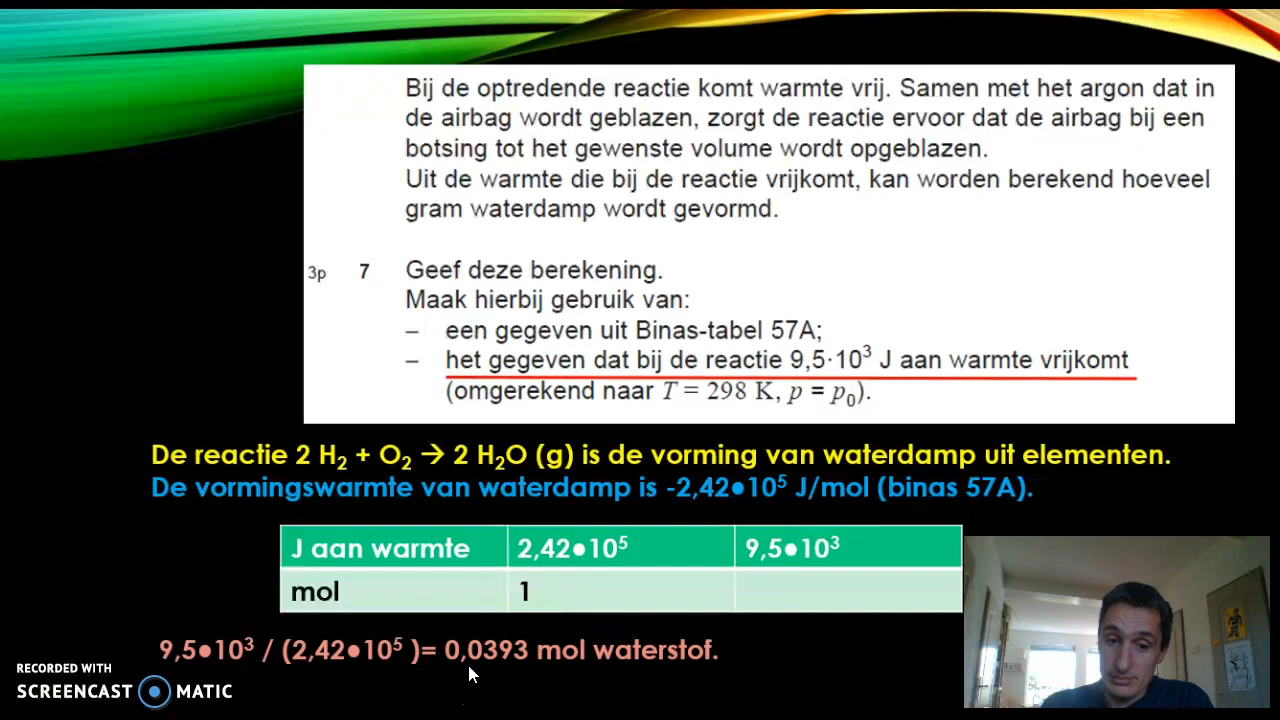 Bij de optredende reactie komt warmte vrij. Samen met het argon dat in
de airbag wordt geblazen, zorgt de reactie ervoor dat de airbag bij een
botsing tot het gewenste volume wordt opgeblazen.
Uit de warmte die bij de reactie vrijkomt, kan worden berekend hoeveel
gram waterdamp wordt gevormd.
3p 7 Geef deze berekening.
Maak hierbij gebruik van:
– een gegeven uit Binas-tabel 57A;
– het gegeven dat bij de reactie 9,5·10³ J aan warmte vrijkomt
(omgerekend naar T = 298 K, p = p₀).
De reactie 2 H₂ + O₂ → 2 H₂O (g) is de vorming van waterdamp uit elementen.
De vormingswarmte van waterdamp is -2,42•10⁵ J/mol (binas 57A).
J aan warmte 2,42•10⁵ 9,5•10³
mol 1
9,5•10³ / (2,42•10⁵ )= 0,0393 mol waterstof.
RECORDED WITH
SCREENCAST MATIC